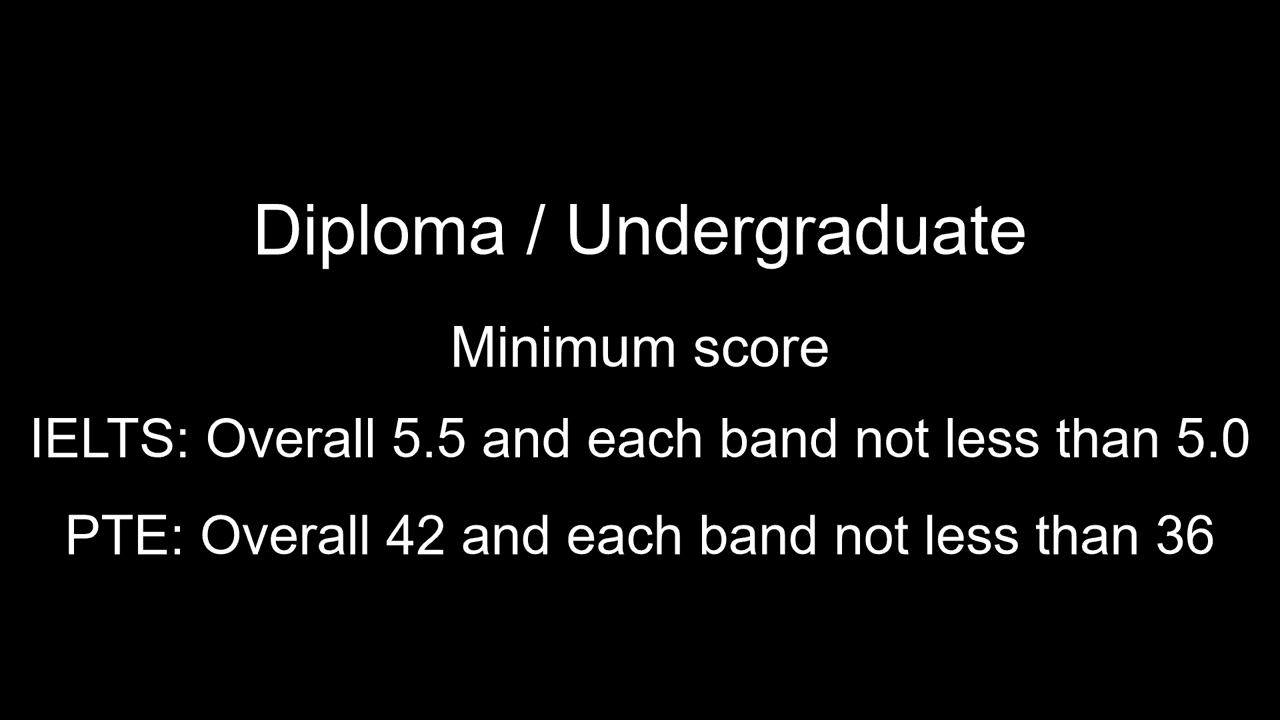 Diploma / Undergraduate
Minimum score
IELTS: Overall 5.5 and each band not less than 5.0
PTE: Overall 42 and each band not less than 36